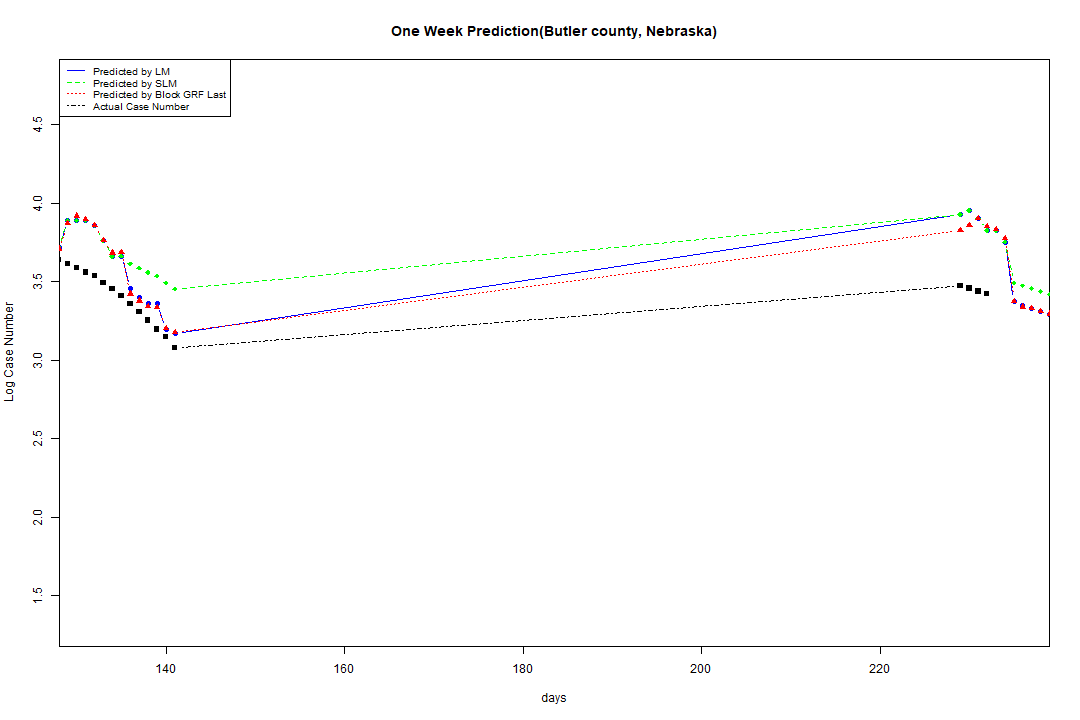 One Week Prediction(Butler county, Nebraska)
Predicted by LM
Predicted by SLM
Predicted by Block GRF Last
Actual Case Number
Log Case Number
4.5
4.0
3.5
3.0
2.5
2.0
1.5
140 160 180 200 220
days